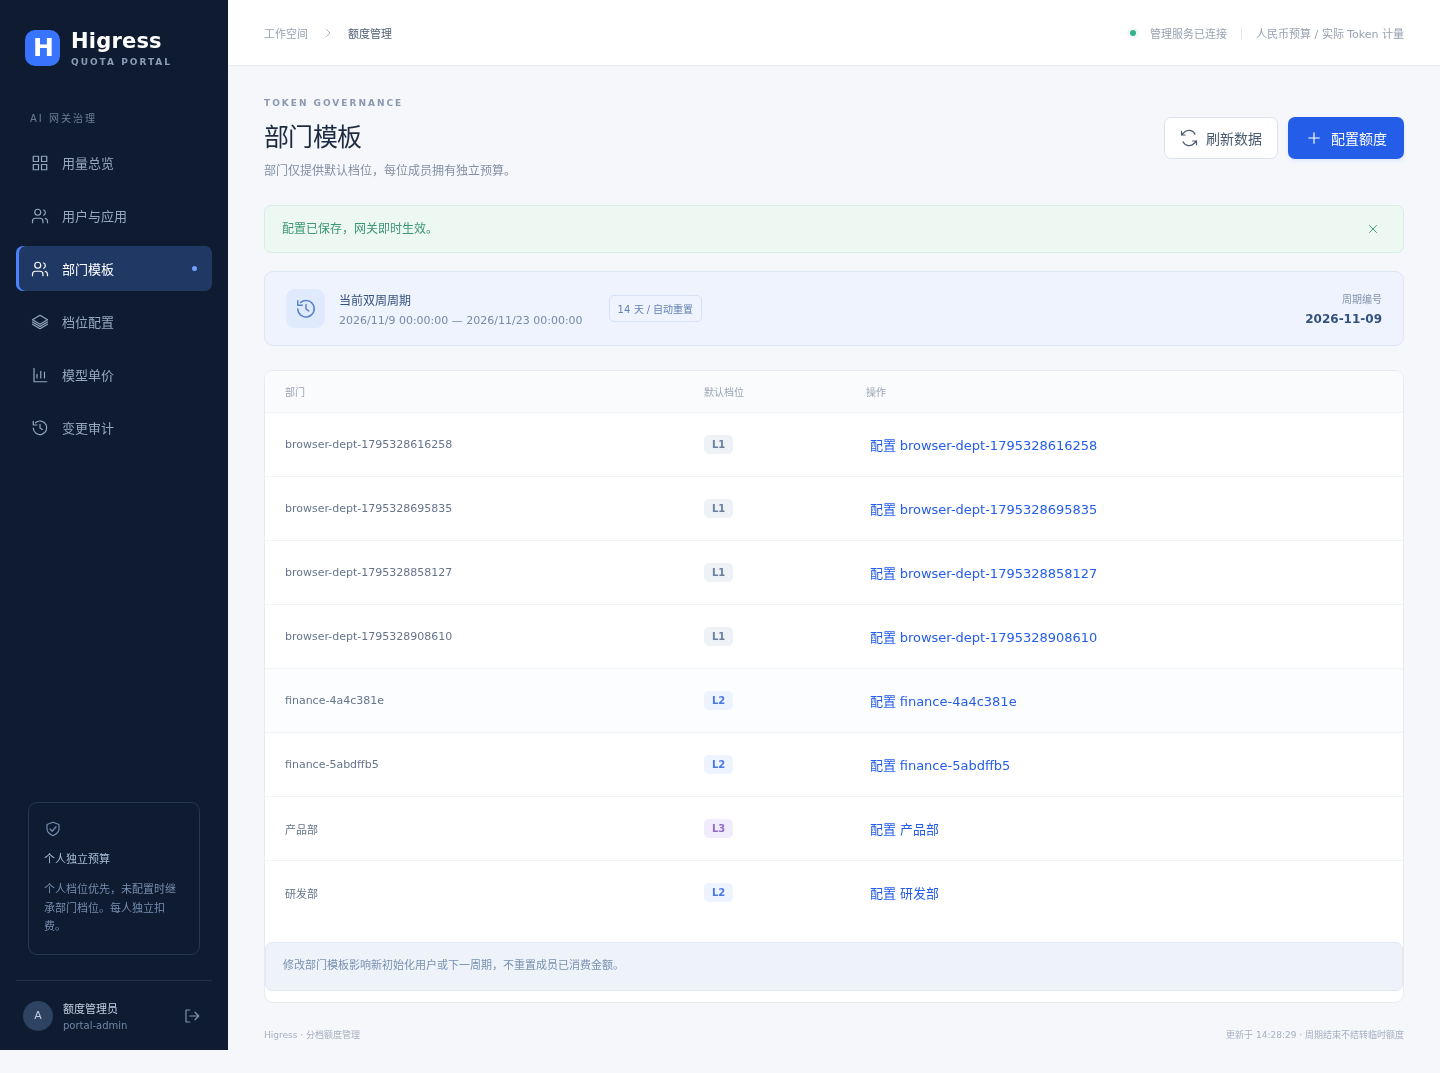 H Higress
QUOTA PORTAL
AI 网关治理
用量总览
用户与应用
部门模板
档位配置
模型单价
变更审计
个人独立预算
个人档位优先，未配置时继
承部门档位。每人独立扣
费。
A 额度管理员
portal-admin
工作空间 额度管理
管理服务已连接 人民币预算 / 实际 Token 计量
TOKEN GOVERNANCE
部门模板
部门仅提供默认档位，每位成员拥有独立预算。
刷新数据 配置额度
配置已保存，网关即时生效。
当前双周周期
2026/11/9 00:00:00 — 2026/11/23 00:00:00
14 天 / 自动重置
周期编号
2026-11-09
部门 默认档位 操作
browser-dept-1795328616258 L1 配置 browser-dept-1795328616258
browser-dept-1795328695835 L1 配置 browser-dept-1795328695835
browser-dept-1795328858127 L1 配置 browser-dept-1795328858127
browser-dept-1795328908610 L1 配置 browser-dept-1795328908610
finance-4a4c381e L2 配置 finance-4a4c381e
finance-5abdffb5 L2 配置 finance-5abdffb5
产品部 L3 配置 产品部
研发部 L2 配置 研发部
修改部门模板影响新初始化用户或下一周期，不重置成员已消费金额。
Higress · 分档额度管理 更新于 14:28:29 · 周期结束不结转临时额度